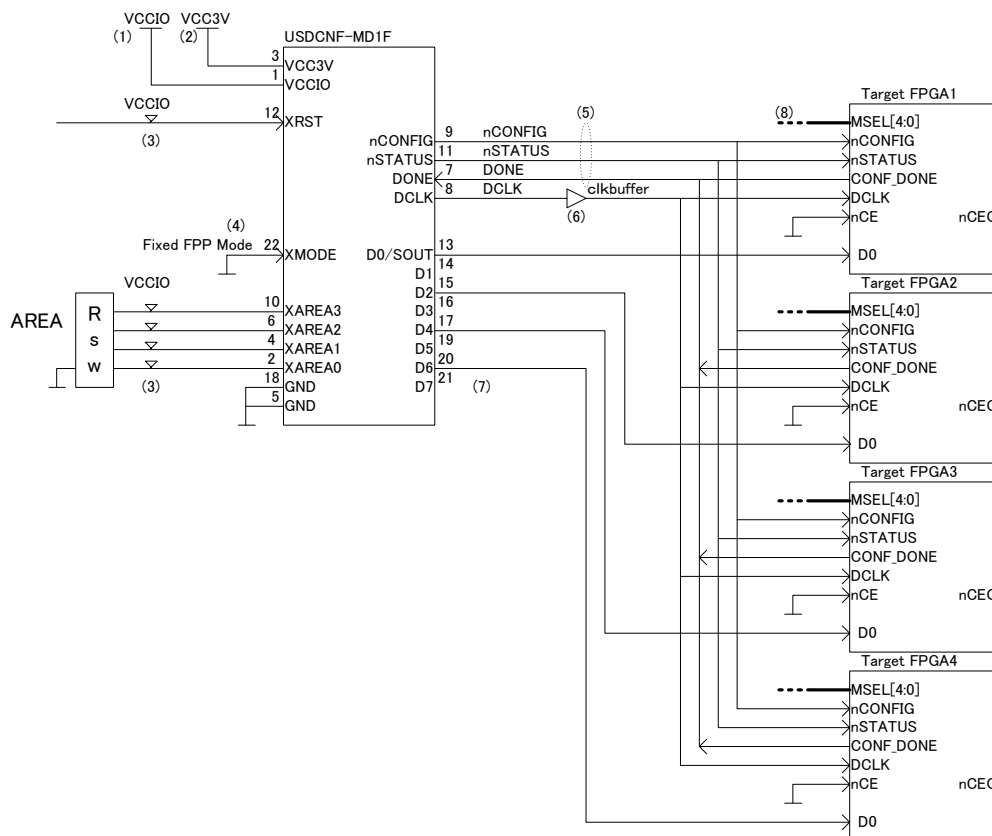 VCCIO
VCC3V
(1)
(2)
USDCNF-MD1F
3
VCC3V
1
VCCIO
VCCIO
12
XRST
(3)
9
nCONFIG
nCONFIG
(5)
11
nSTATUS
nSTATUS
7
DONE
DONE
8
DCLK
DCLK
clkbuffer
(6)
(4)
Fixed FPP Mode
22
XMODE
D0/SOUT
13
D1
14
D2
15
D3
16
D4
17
D5
19
D6
20
D7
21
(7)
VCCIO
AREA
R
s
w
10
XAREA3
6
XAREA2
4
XAREA1
2
XAREA0
(3)
18
GND
5
GND
Target FPGA1
(8)
MSEL[4:0]
nCONFIG
nSTATUS
CONF_DONE
DCLK
nCE
nCEO
D0
Target FPGA2
MSEL[4:0]
nCONFIG
nSTATUS
CONF_DONE
DCLK
nCE
nCEO
D0
Target FPGA3
MSEL[4:0]
nCONFIG
nSTATUS
CONF_DONE
DCLK
nCE
nCEO
D0
Target FPGA4
MSEL[4:0]
nCONFIG
nSTATUS
CONF_DONE
DCLK
nCE
nCEO
D0